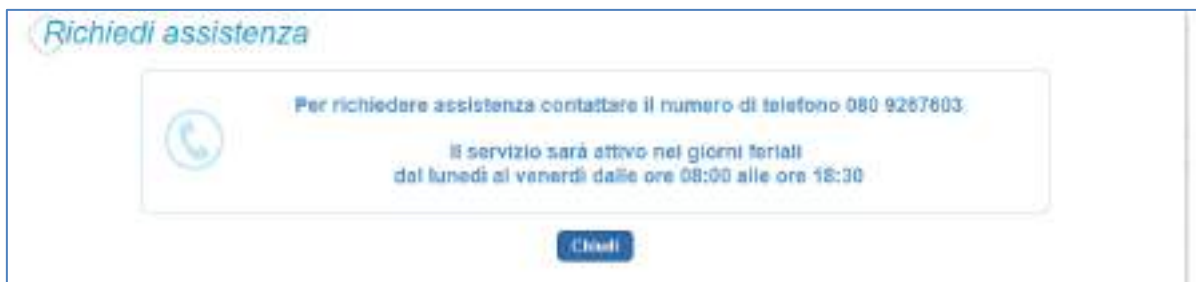 Richiedi assistenza
Per richiedere assistenza contattare il numero di telefono 080 9267603
Il servizio sarà attivo nei giorni feriali
dal lunedì al venerdì dalle ore 08:00 alle ore 18:30
Chiudi